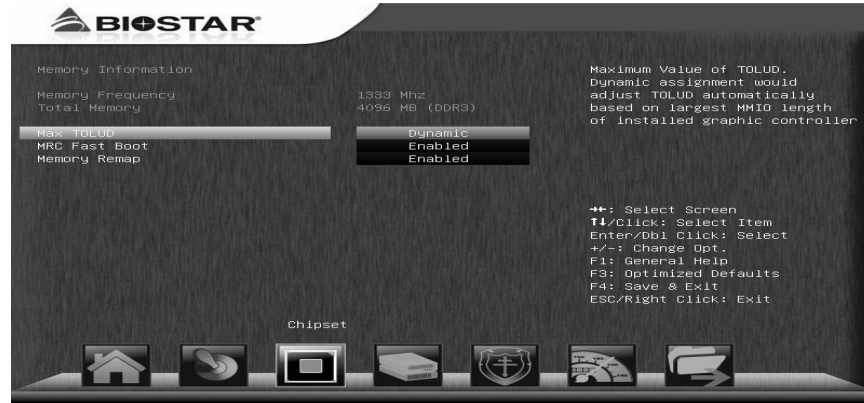 BIOSTAR®
Memory Information
Memory Frequency 1333 Mhz
Total Memory 4096 MB (DDR3)
Max TOLUD Dynamic
MRC Fast Boot Enabled
Memory Remap Enabled
Maximum Value of TOLUD.
Dynamic assignment would
adjust TOLUD automatically
based on largest MMIO length
of installed graphic controller
→←: Select Screen
↑↓/Click: Select Item
Enter/Dbl Click: Select
+/-: Change Opt.
F1: General Help
F3: Optimized Defaults
F4: Save & Exit
ESC/Right Click: Exit
Chipset